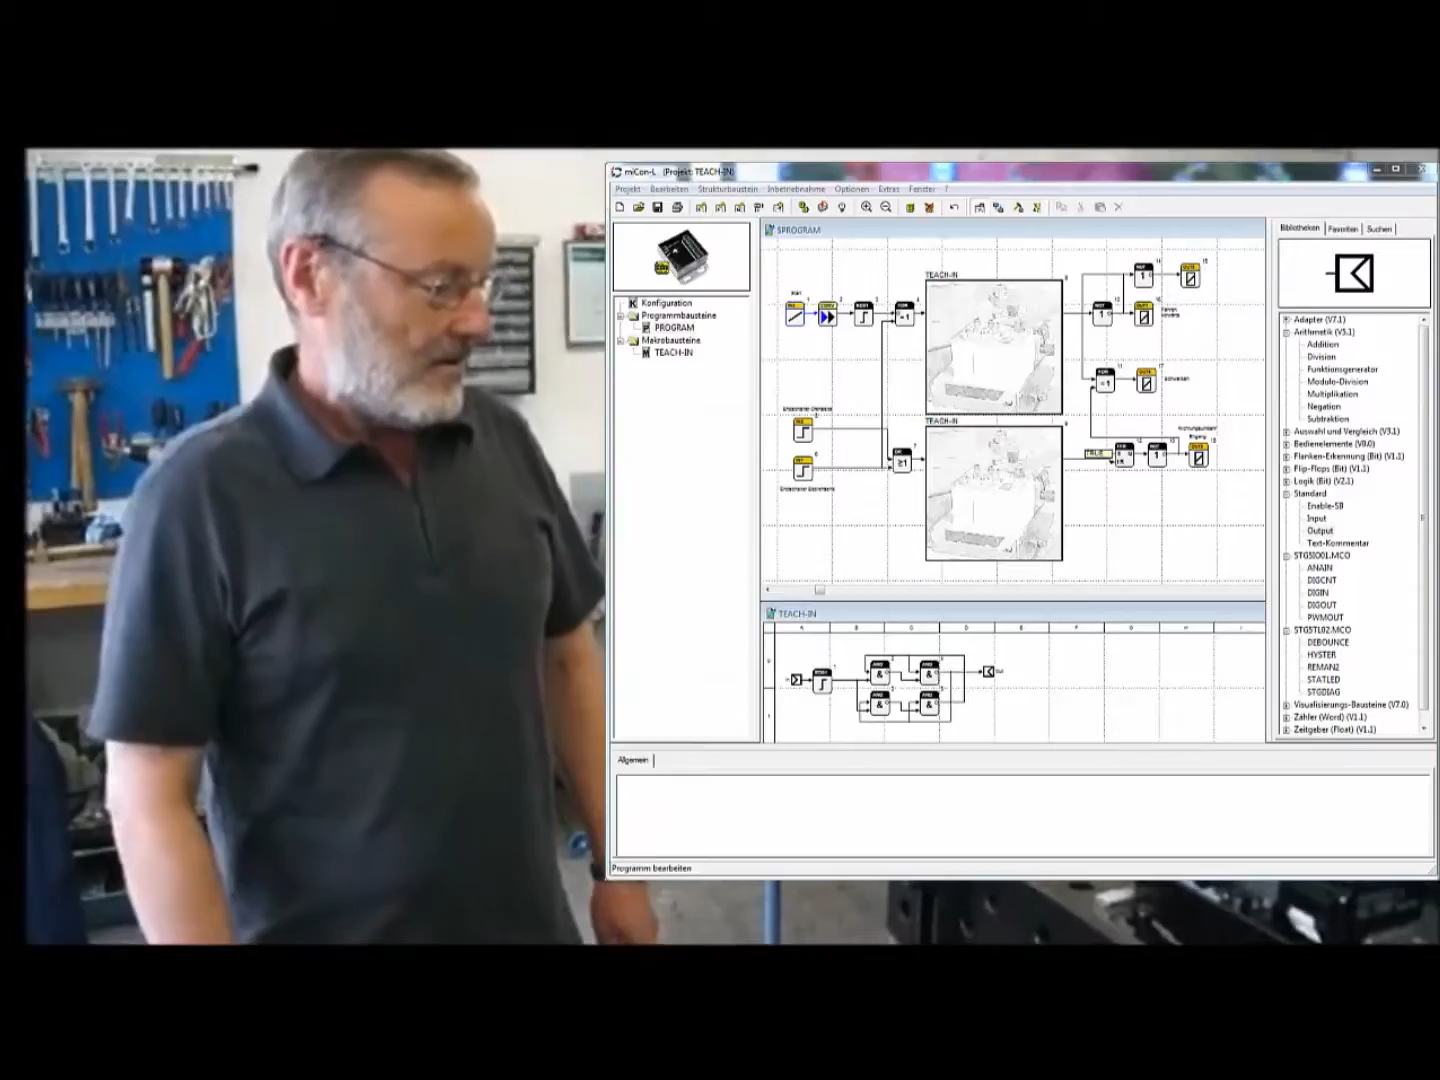 miCon-L (Projekt: TEACH-IN)
Projekt Bearbeiten Strukturbaustein Inbetriebnahme Optionen Extras Fenster ?
$PROGRAM
Konfiguration
Programmbausteine
PROGRAM
Makrobausteine
TEACH-IN
TEACH-IN
TEACH-IN
TRUE
TEACH-IN
Bibliotheken Favoriten Suchen
Adapter (V7.1)
Arithmetik (V5.1)
Addition
Division
Funktionsgenerator
Modulo-Division
Multiplikation
Negation
Subtraktion
Auswahl und Vergleich (V3.1)
Bedienelemente (V8.0)
Flanken-Erkennung (Bit) (V1.1)
Flip-Flops (Bit) (V1.1)
Logik (Bit) (V2.1)
Standard
Enable-SB
Input
Output
Text-Kommentar
STGSIO01.MCO
ANAIN
DIGCNT
DIGIN
DIGOUT
PWMOUT
STGSTL02.MCO
DEBOUNCE
HYSTER
REMAN2
STATLED
STGDIAG
Visualisierungs-Bausteine (V7.0)
Zähler (Word) (V1.1)
Zeitgeber (Float) (V1.1)
Allgemein
Programm bearbeiten